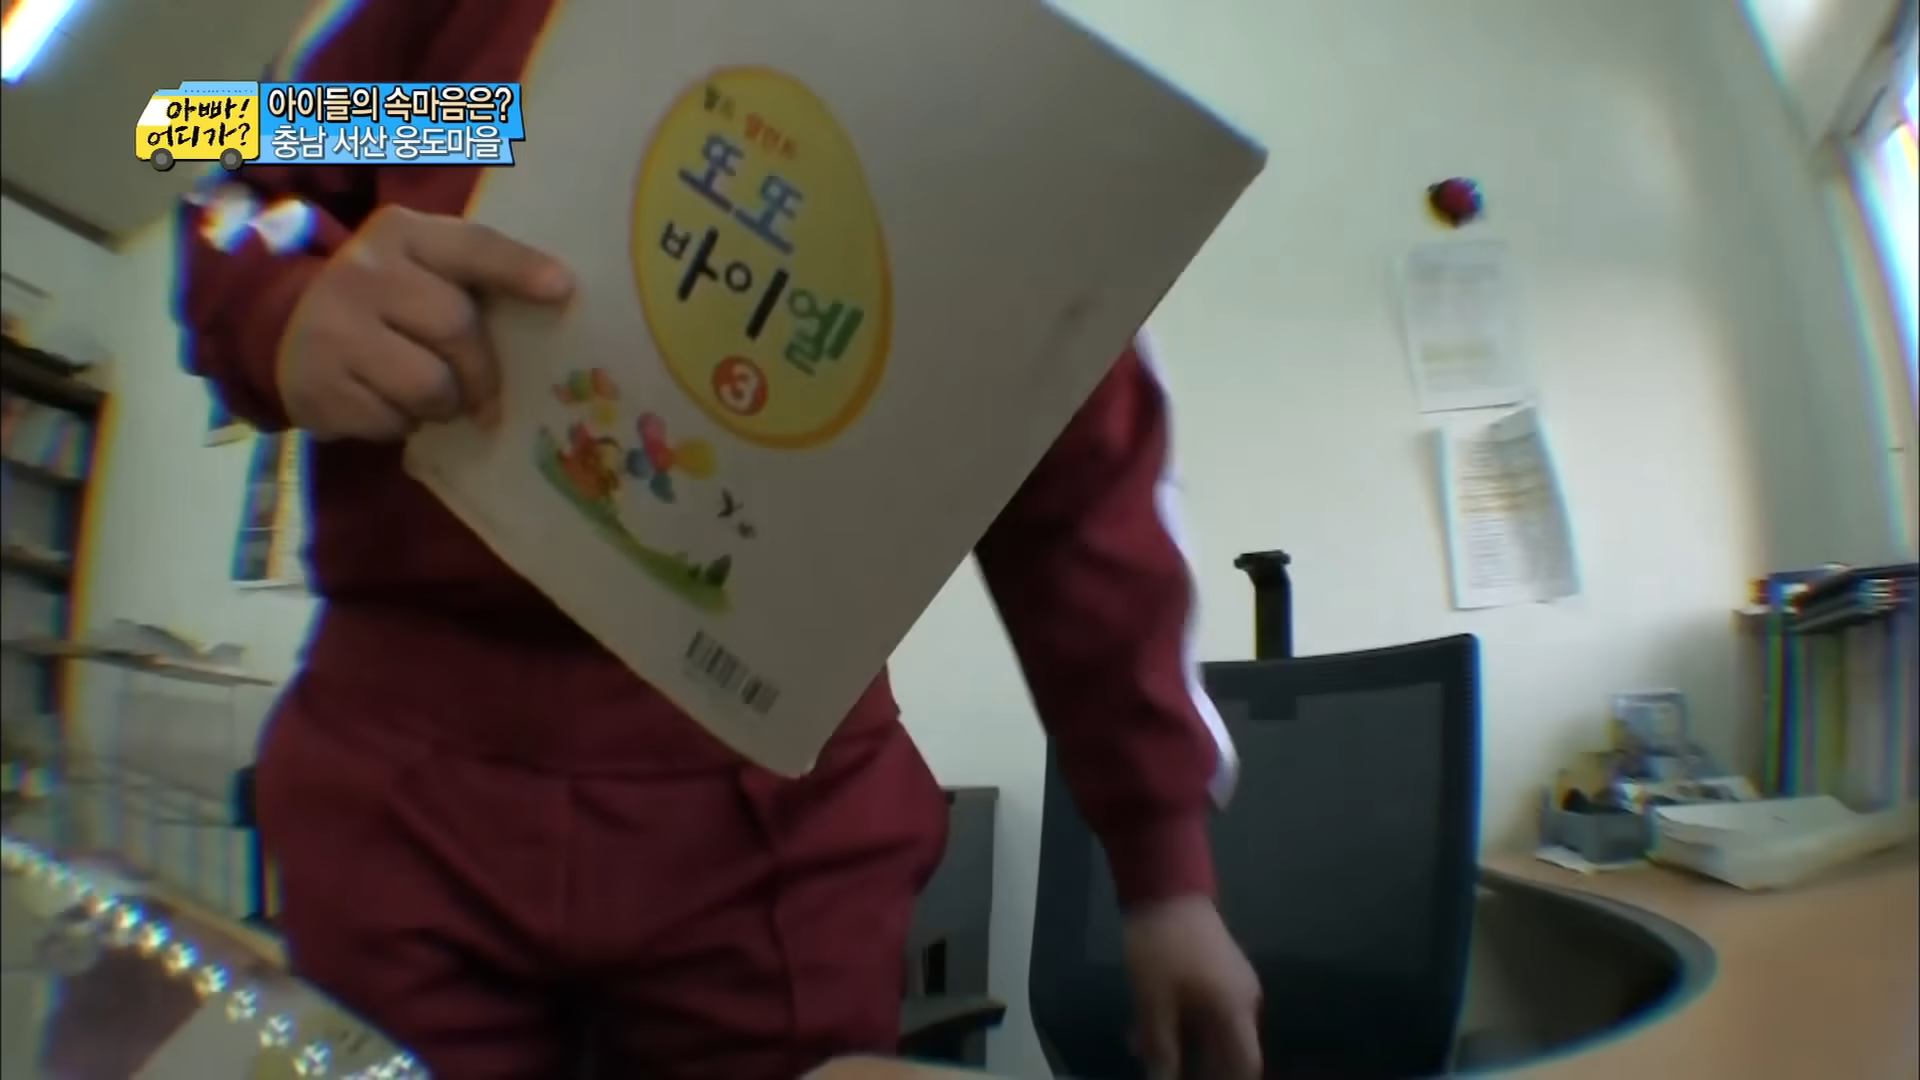 아빠!
어디가?
아이들의 속마음은?
충남 서산 웅도마을
또또
바이엘
3